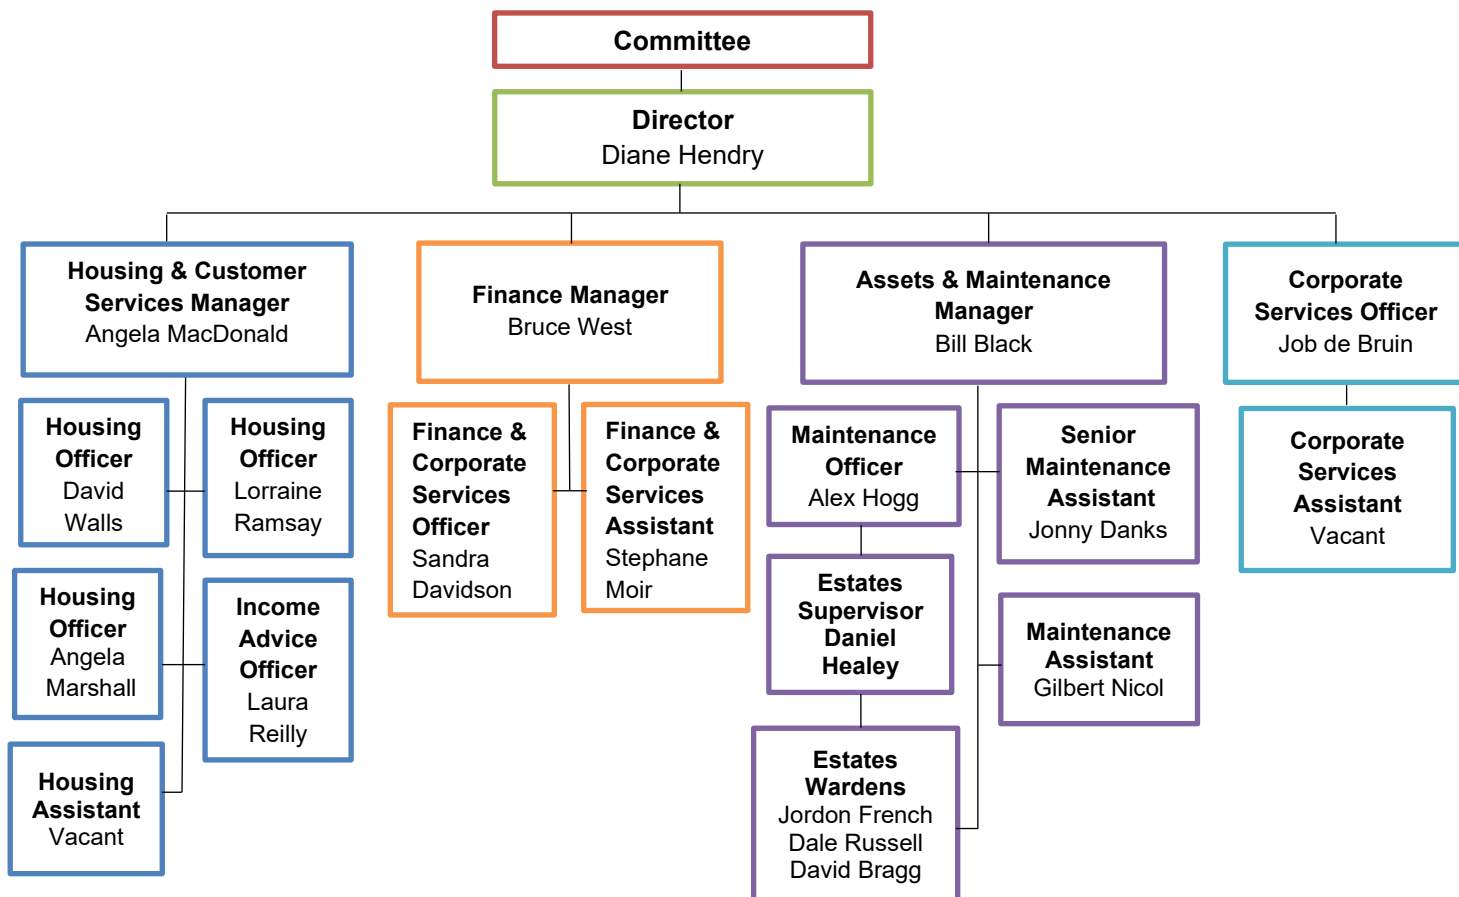 Committee
Director
Diane Hendry
Housing & Customer
Services Manager
Angela MacDonald
Finance Manager
Bruce West
Assets & Maintenance
Manager
Bill Black
Corporate
Services Officer
Job de Bruin
Housing
Officer
David
Walls
Housing
Officer
Lorraine
Ramsay
Finance &
Corporate
Services
Officer
Sandra
Davidson
Finance &
Corporate
Services
Assistant
Stephane
Moir
Maintenance
Officer
Alex Hogg
Senior
Maintenance
Assistant
Jonny Danks
Corporate
Services
Assistant
Vacant
Housing
Officer
Angela
Marshall
Income
Advice
Officer
Laura
Reilly
Estates
Supervisor
Daniel
Healey
Maintenance
Assistant
Gilbert Nicol
Housing
Assistant
Vacant
Estates
Wardens
Jordon French
Dale Russell
David Bragg